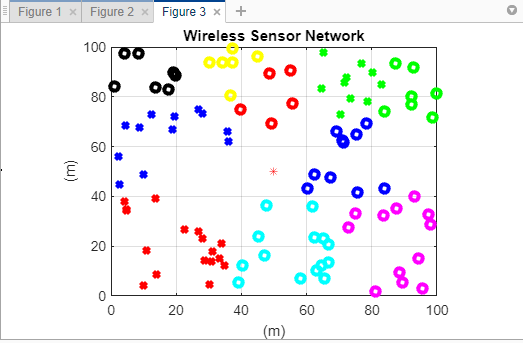 Figure 1 × Figure 2 × Figure 3 × +
Wireless Sensor Network
100
80
60
40
20
0
(m)
0 20 40 60 80 100
(m)